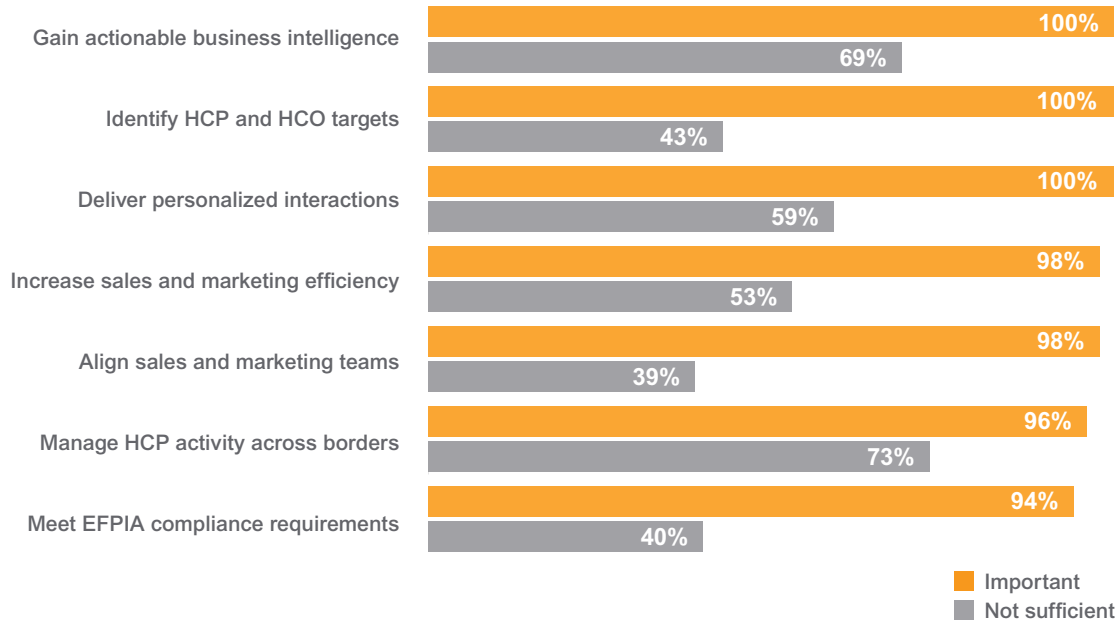 Gain actionable business intelligence
100%
69%
Identify HCP and HCO targets
100%
43%
Deliver personalized interactions
100%
59%
Increase sales and marketing efficiency
98%
53%
Align sales and marketing teams
98%
39%
Manage HCP activity across borders
96%
73%
Meet EFPIA compliance requirements
94%
40%
Important
Not sufficient